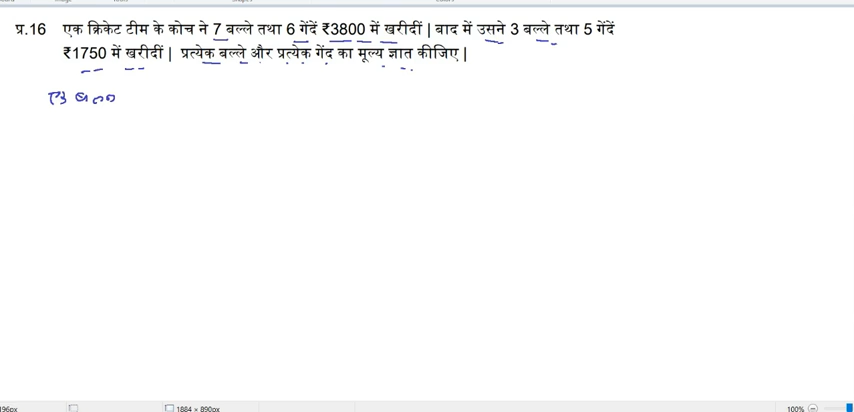 प्र.16 एक क्रिकेट टीम के कोच ने 7 बल्ले तथा 6 गेंदें ₹3800 में खरीदीं | बाद में उसने 3 बल्ले तथा 5 गेंदें
₹1750 में खरीदीं | प्रत्येक बल्ले और प्रत्येक गेंद का मूल्य ज्ञात कीजिए |
1884 × 890px
100%